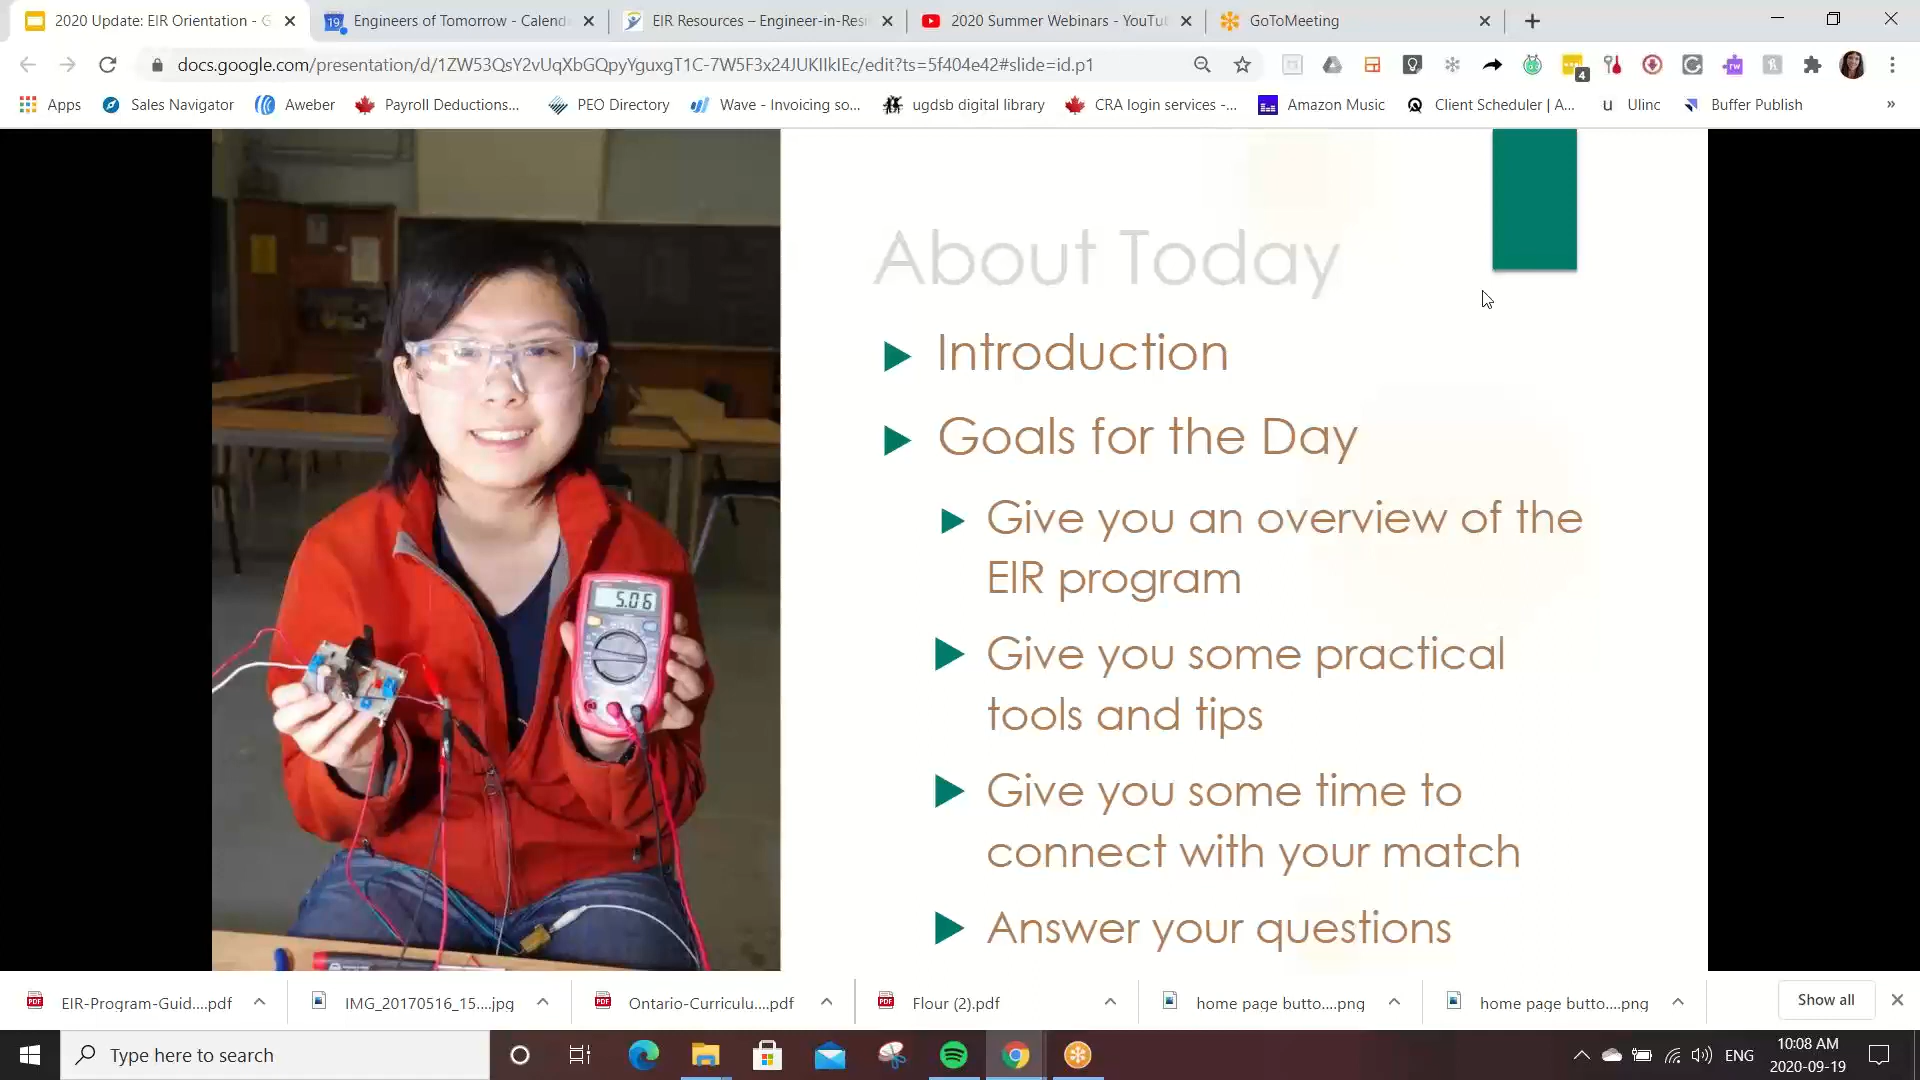 2020 Update: EIR Orientation - G
Engineers of Tomorrow - Calend
EIR Resources – Engineer-in-Resi
2020 Summer Webinars - YouTu
GoToMeeting
docs.google.com/presentation/d/1ZW53QsY2vUqXbGQpyYguxgT1C-7W5F3x24JUKIlklEc/edit?ts=5f404e42#slide=id.p1
4
Apps
Sales Navigator
Aweber
Payroll Deductions...
PEO Directory
Wave - Invoicing so...
ugdsb digital library
CRA login services -...
Amazon Music
Client Scheduler | A...
Ulinc
Buffer Publish
»
About Today
Introduction
Goals for the Day
Give you an overview of the
EIR program
Give you some practical
tools and tips
Give you some time to
connect with your match
Answer your questions
5.06
EIR-Program-Guid....pdf
IMG_20170516_15....jpg
Ontario-Curriculu....pdf
Flour (2).pdf
home page butto....png
home page butto....png
Show all
Type here to search
ENG
10:08 AM
2020-09-19